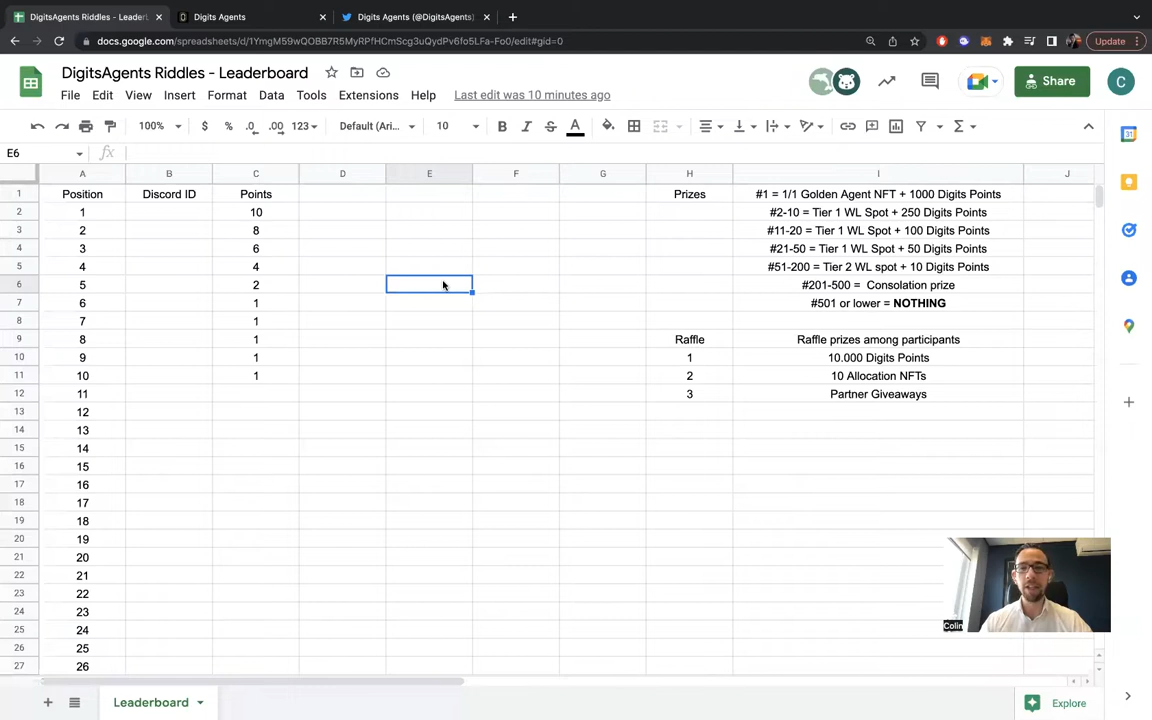 DigitsAgents Riddles - Leader
Digits Agents
Digits Agents (@DigitsAgents)
docs.google.com/spreadsheets/d/1YmgM59wQOBB7R5MyRPfHCmScg3uQydPv6fo5LFa-Fo0/edit#gid=0
Update
DigitsAgents Riddles - Leaderboard
File Edit View Insert Format Data Tools Extensions Help Last edit was 10 minutes ago
Share
C
100% $ % .0 .00 123 Default (Ari... 10 B I S A
E6 fx
A B C D E F G H I J
1 Position Discord ID Points Prizes #1 = 1/1 Golden Agent NFT + 1000 Digits Points
2 1 10 #2-10 = Tier 1 WL Spot + 250 Digits Points
3 2 8 #11-20 = Tier 1 WL Spot + 100 Digits Points
4 3 6 #21-50 = Tier 1 WL Spot + 50 Digits Points
5 4 4 #51-200 = Tier 2 WL spot + 10 Digits Points
6 5 2 #201-500 = Consolation prize
7 6 1 #501 or lower = NOTHING
8 7 1
9 8 1 Raffle Raffle prizes among participants
10 9 1 1 10.000 Digits Points
11 10 1 2 10 Allocation NFTs
12 11 3 Partner Giveaways
13 12
14 13
15 14
16 15
17 16
18 17
19 18
20 19
21 20
22 21
23 22
24 23
25 24
26 25
27 26
Colin
Leaderboard
Explore